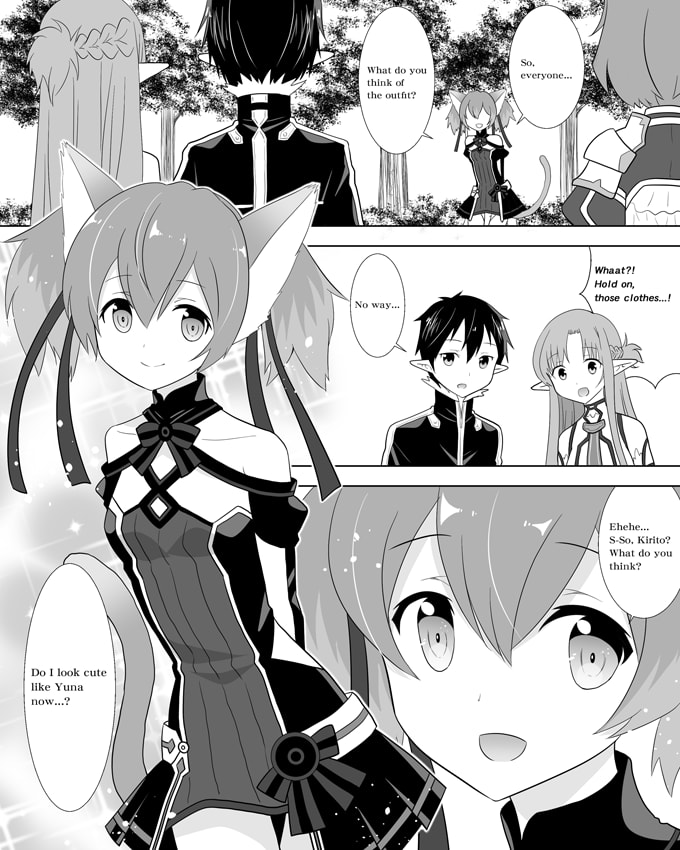 So,
everyone...
What do you
think of
the outfit?
Whaat?!
Hold on,
those clothes...!
No way...
Ehehe...
S-So, Kirito?
What do you
think?
Do I look cute
like Yuna
now...?